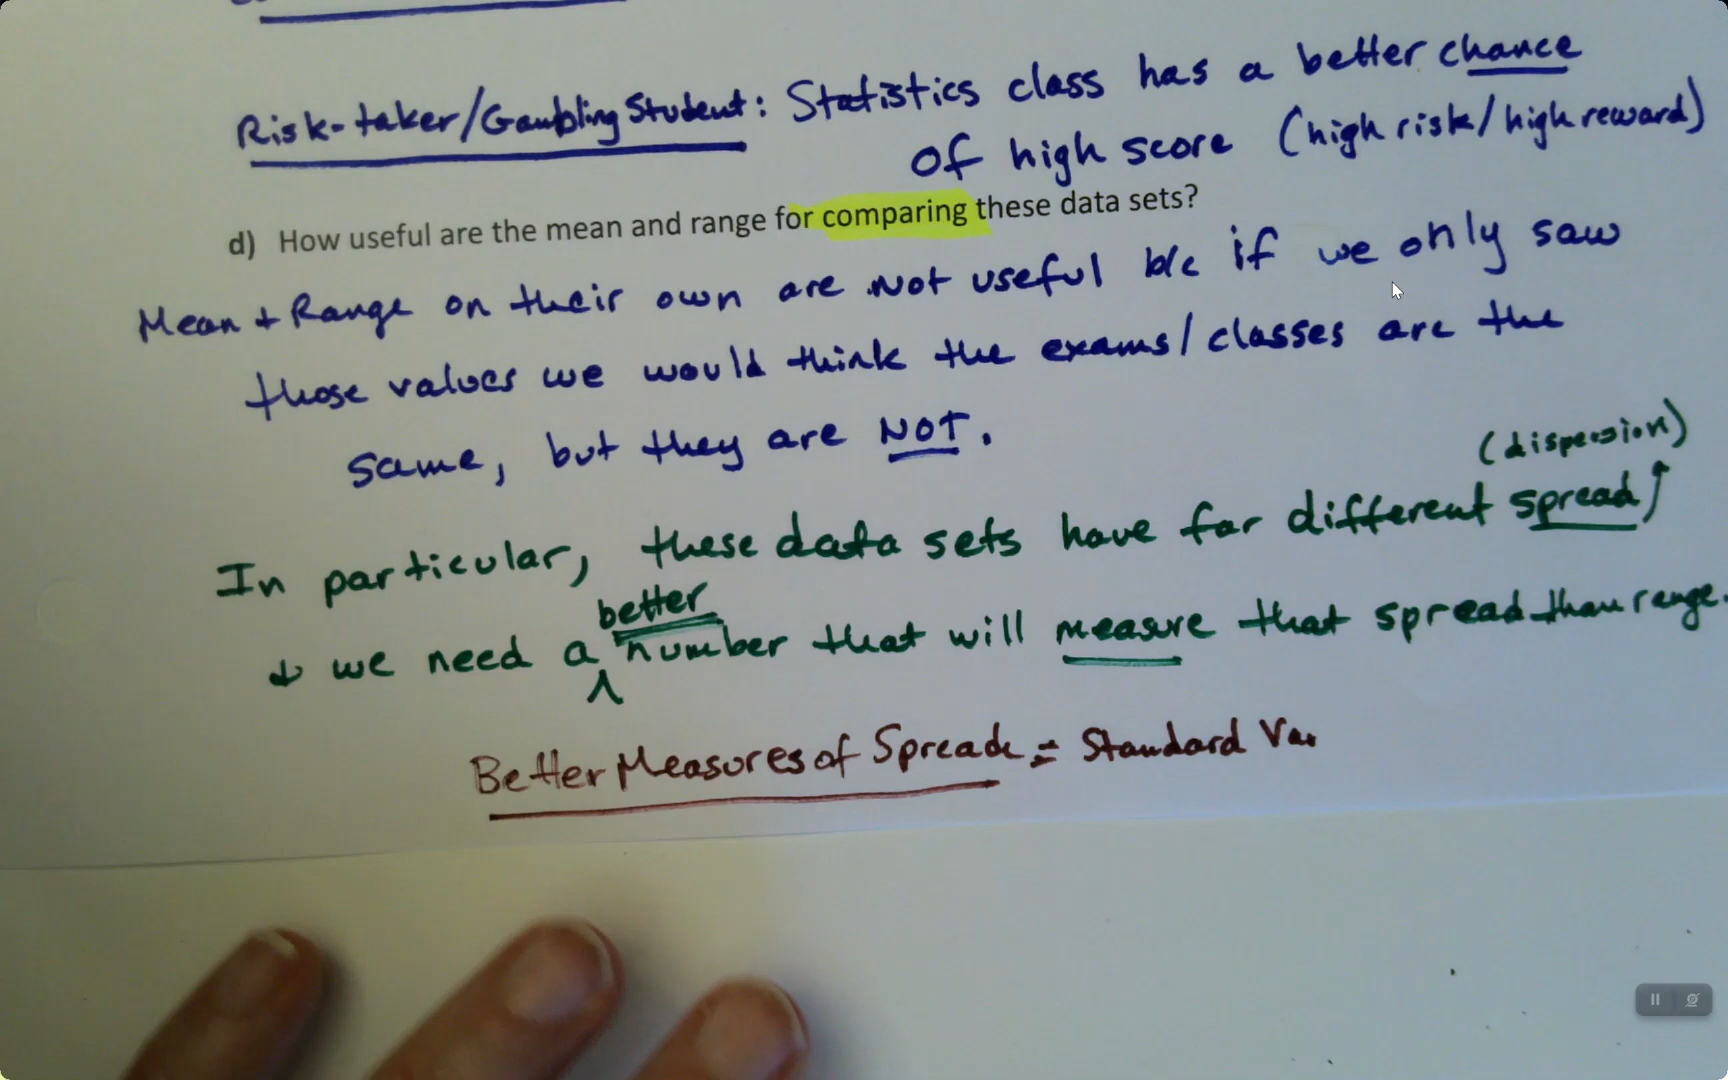 Risk-taker/Gambling Student: Statistics class has a better chance
of high score (high risk/high reward)
d) How useful are the mean and range for comparing these data sets?
Mean + Range on their own are Not useful b/c if we only saw
those values we would think the exams/classes are the
same, but they are NOT.
(dispersion)
In particular, these data sets have far different spread
better
+ we need a number that will measure that spread than range.
Better Measures of Spread = Standard Var